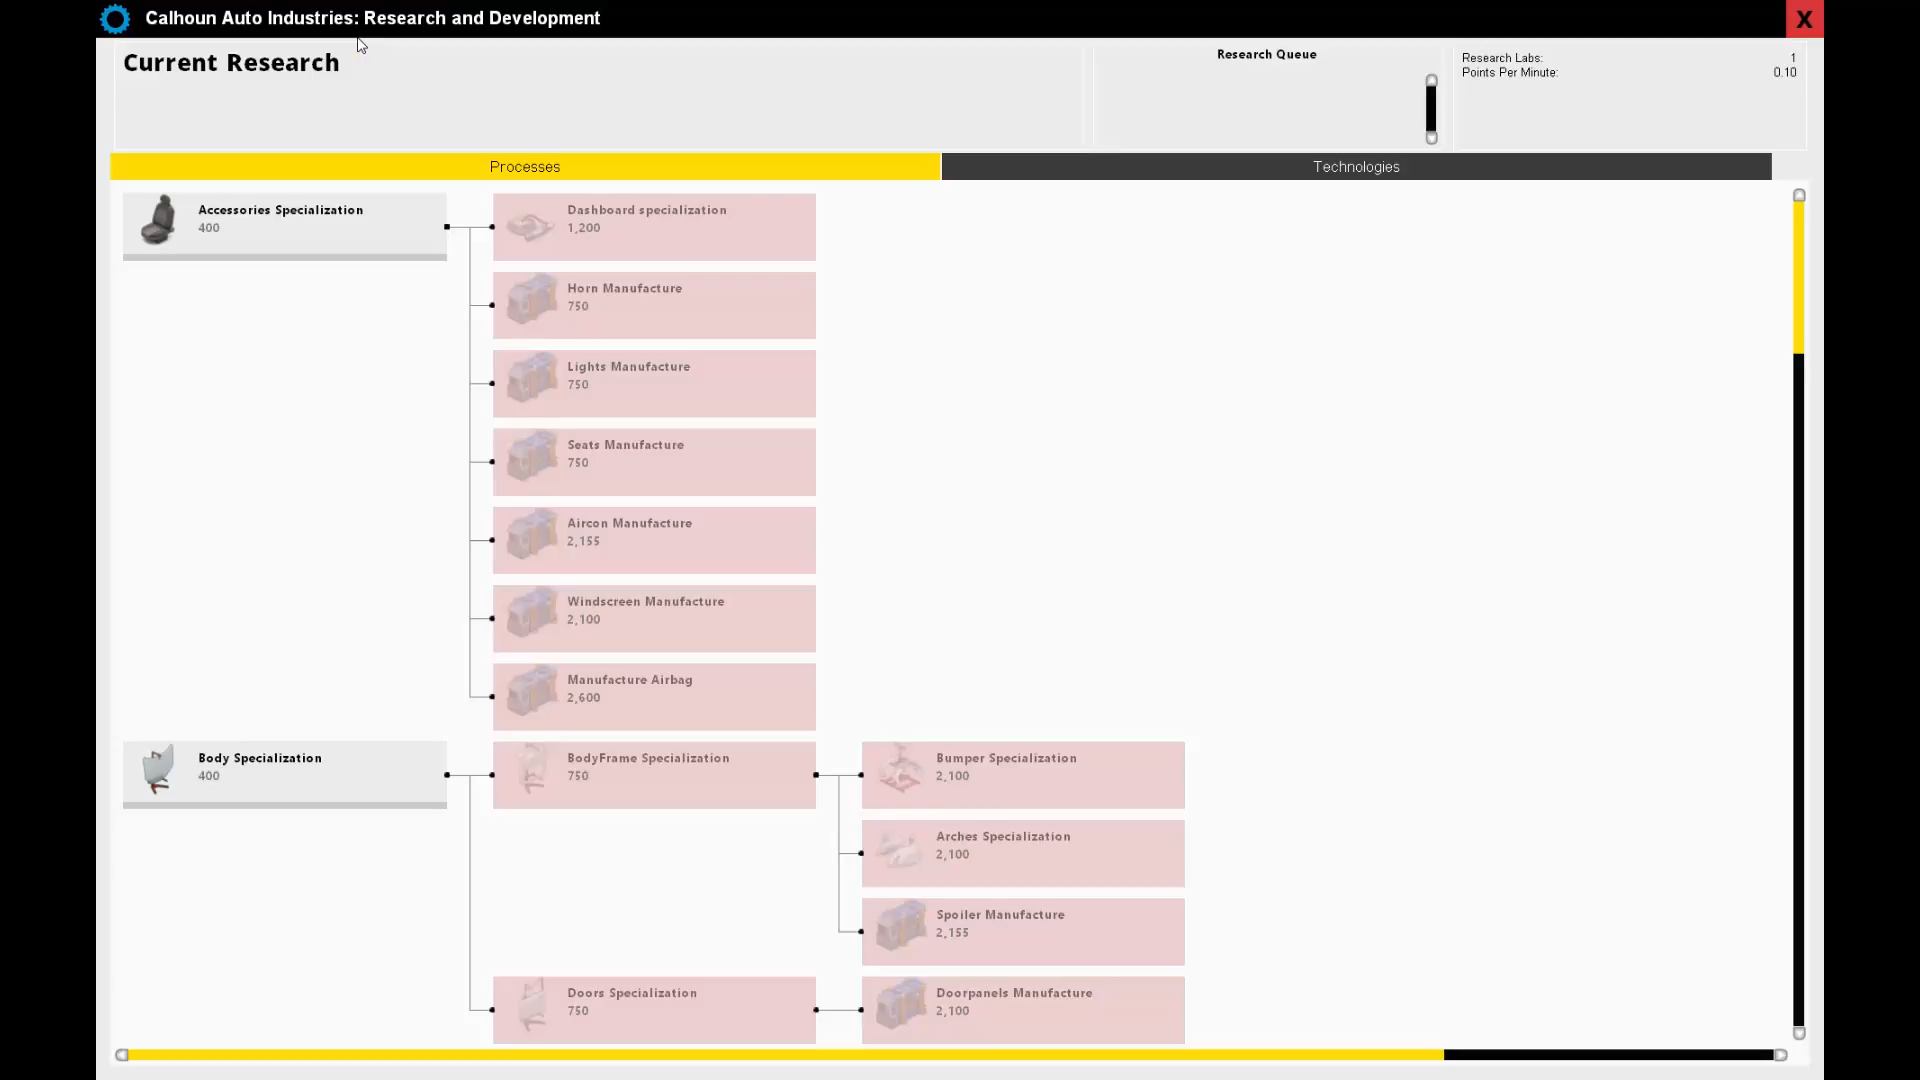 Calhoun Auto Industries: Research and Development
X
Current Research
Research Queue
Research Labs: 1
Points Per Minute: 0.10
Processes
Technologies
Accessories Specialization
400
Dashboard specialization
1,200
Horn Manufacture
750
Lights Manufacture
750
Seats Manufacture
750
Aircon Manufacture
2,155
Windscreen Manufacture
2,100
Manufacture Airbag
2,600
Body Specialization
400
BodyFrame Specialization
750
Bumper Specialization
2,100
Arches Specialization
2,100
Spoiler Manufacture
2,155
Doors Specialization
750
Doorpanels Manufacture
2,100